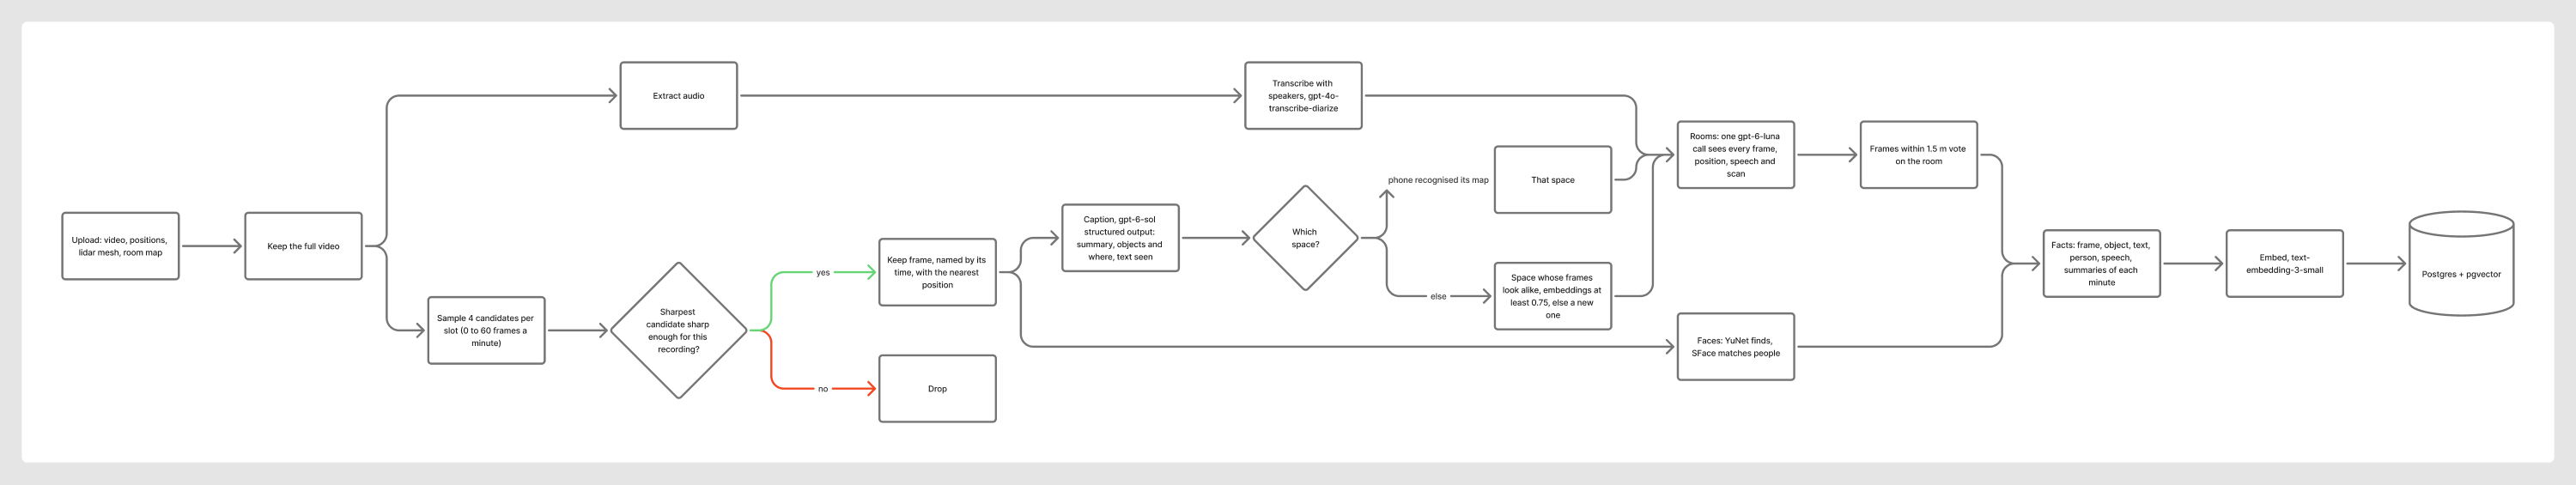 Extract audio
Transcribe with
speakers, gpt-4o-
transcribe-diarize
Upload: video, positions,
lidar mesh, room map
Keep the full video
Sample 4 candidates per
slot (0 to 60 frames a
minute)
Sharpest
candidate sharp
enough for this
recording?
yes
no
Keep frame, named by its
time, with the nearest
position
Drop
Caption, gpt-6-sol
structured output:
summary, objects and
where, text seen
Which
space?
phone recognised its map
That space
else
Space whose frames
look alike, embeddings at
least 0.75, else a new
one
Rooms: one gpt-6-luna
call sees every frame,
position, speech and
scan
Frames within 1.5 m vote
on the room
Faces: YuNet finds,
SFace matches people
Facts: frame, object, text,
person, speech,
summaries of each
minute
Embed, text-
embedding-3-small
Postgres + pgvector